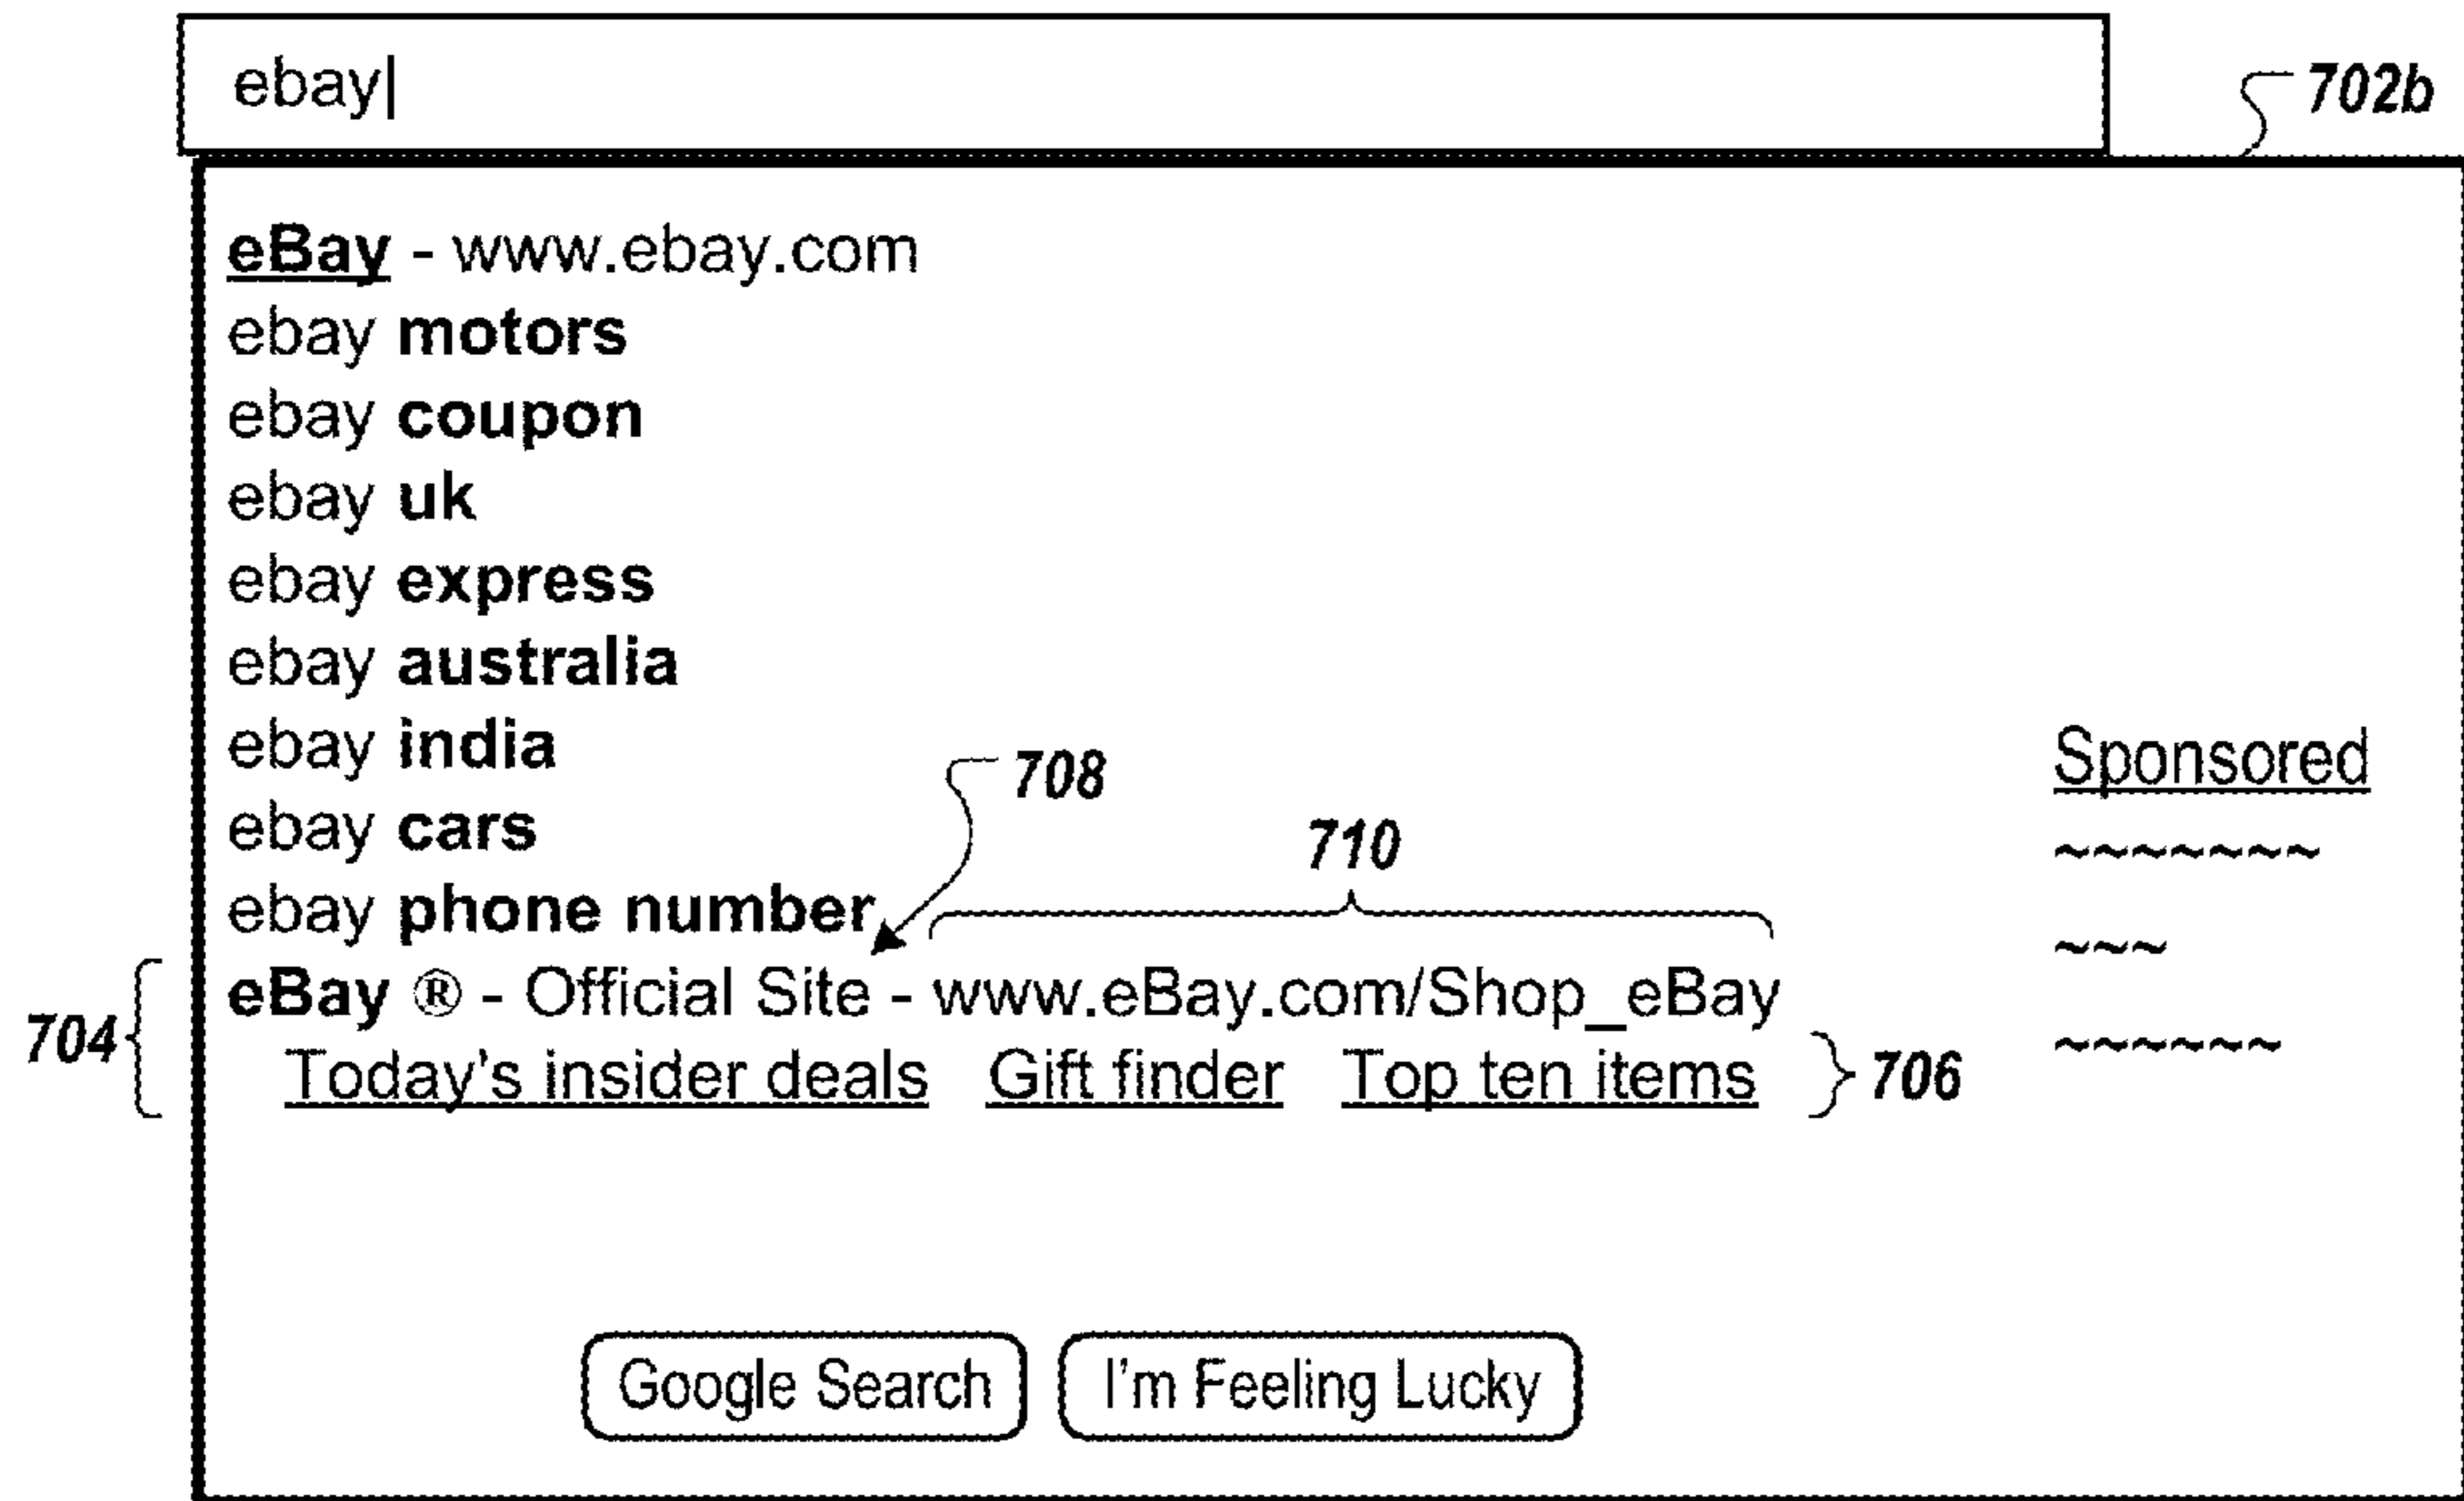 ebay|
702b
eBay - www.ebay.com
ebay motors
ebay coupon
ebay uk
ebay express
ebay australia
ebay india
708
Sponsored
ebay cars
710
~~~~~~~
ebay phone number
~~~
eBay ® - Official Site - www.eBay.com/Shop_eBay
704
Today's insider deals Gift finder Top ten items
706
~~~~~~
Google Search I'm Feeling Lucky